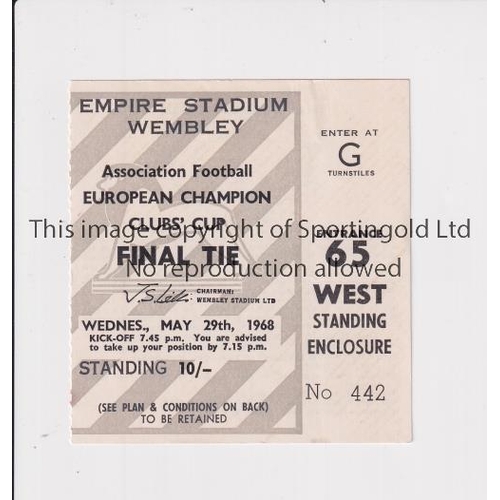 EMPIRE STADIUM
WEMBLEY
Association Football
EUROPEAN CHAMPION
CLUBS' CUP
FINAL TIE
CHAIRMAN:
WEMBLEY STADIUM LTD
WEDNES., MAY 29th, 1968
KICK-OFF 7.45 p.m. You are advised
to take up your position by 7.15 p.m.
STANDING 10/-
(SEE PLAN & CONDITIONS ON BACK)
TO BE RETAINED
ENTER AT
G
TURNSTILES
ENTRANCE
65
WEST
STANDING
ENCLOSURE
No 442
This image copyright of Sportingold Ltd
No reproduction allowed